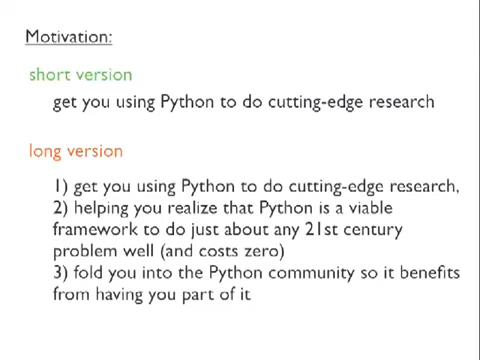 Motivation:
short version
get you using Python to do cutting-edge research
long version
1) get you using Python to do cutting-edge research,
2) helping you realize that Python is a viable
framework to do just about any 21st century
problem well (and costs zero)
3) fold you into the Python community so it benefits
from having you part of it